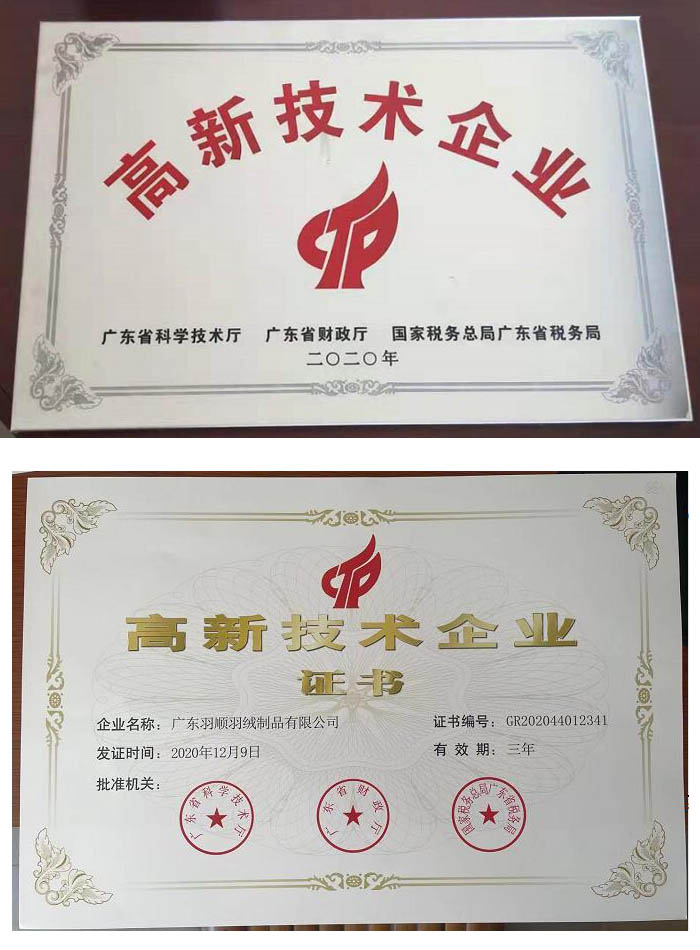 高新技术企业
CTP
广东省科学技术厅 广东省财政厅 国家税务总局广东省税务局
二〇二〇年
CTP
高新技术企业
证书
企业名称：广东羽顺羽绒制品有限公司 证书编号：GR202044012341
发证时间：2020年12月9日 有效期：三年
批准机关：
广东省科学技术厅 广东省财政厅 国家税务总局广东省税务局